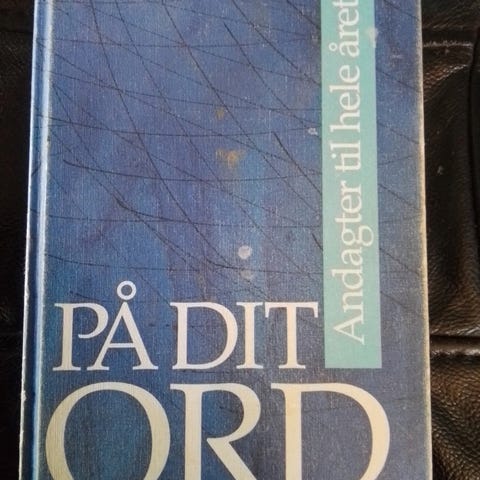 Andagter til hele året
PÅ DIT
ORD